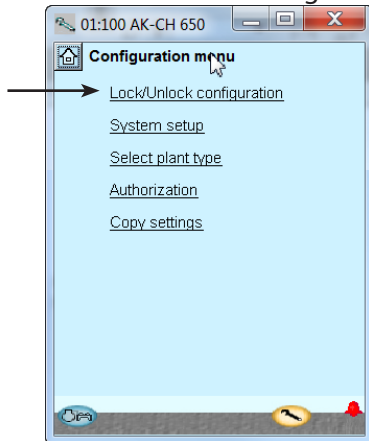 01:100 AK-CH 650
Configuration menu
Lock/Unlock configuration
System setup
Select plant type
Authorization
Copy settings